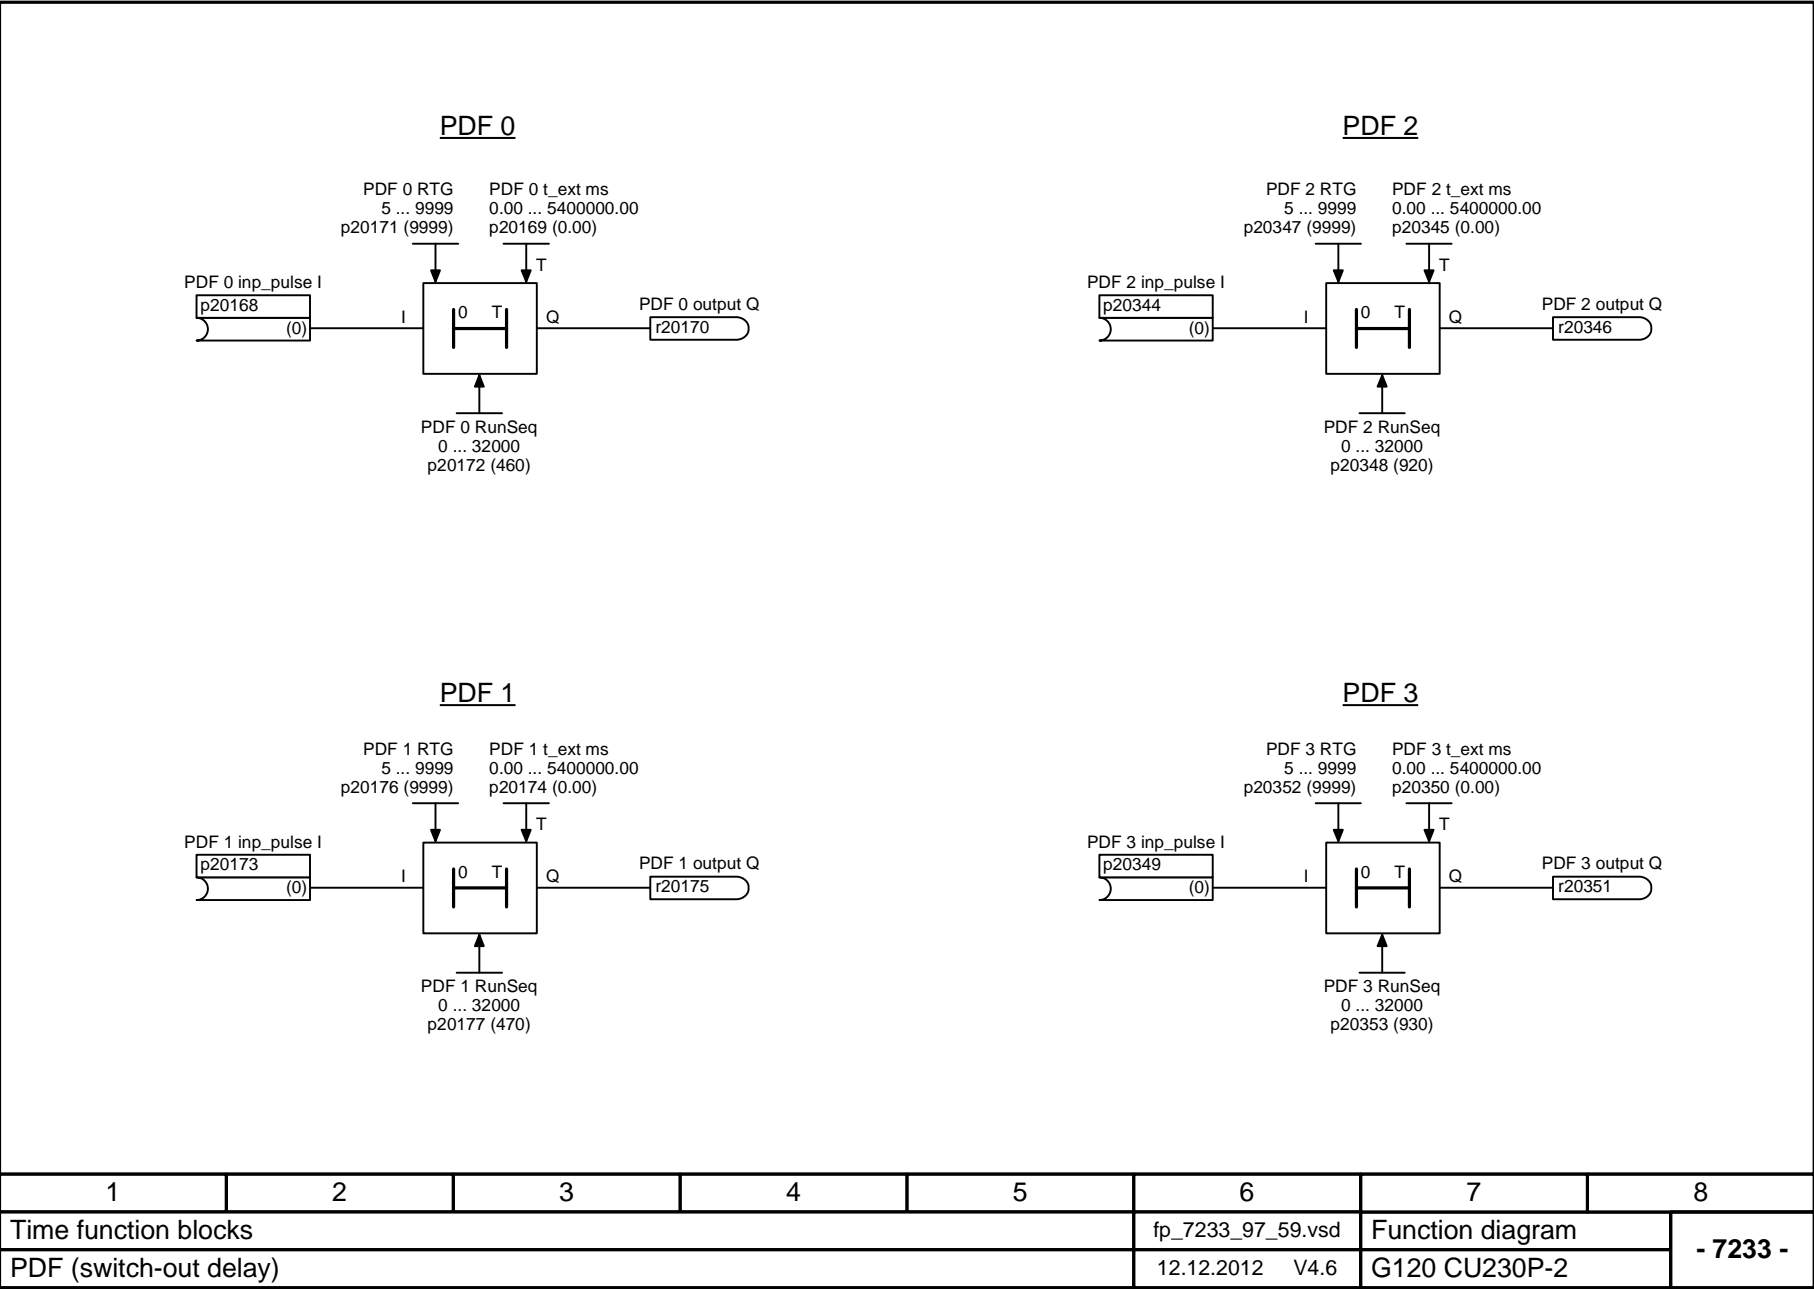 PDF 0
PDF 0 RTG
5 ... 9999
p20171 (9999)
PDF 0 t_ext ms
0.00 ... 5400000.00
p20169 (0.00)
T
PDF 0 inp_pulse I
p20168
(0)
I
0 T
Q
PDF 0 output Q
r20170
PDF 0 RunSeq
0 ... 32000
p20172 (460)
PDF 2
PDF 2 RTG
5 ... 9999
p20347 (9999)
PDF 2 t_ext ms
0.00 ... 5400000.00
p20345 (0.00)
T
PDF 2 inp_pulse I
p20344
(0)
I
0 T
Q
PDF 2 output Q
r20346
PDF 2 RunSeq
0 ... 32000
p20348 (920)
PDF 1
PDF 1 RTG
5 ... 9999
p20176 (9999)
PDF 1 t_ext ms
0.00 ... 5400000.00
p20174 (0.00)
T
PDF 1 inp_pulse I
p20173
(0)
I
0 T
Q
PDF 1 output Q
r20175
PDF 1 RunSeq
0 ... 32000
p20177 (470)
PDF 3
PDF 3 RTG
5 ... 9999
p20352 (9999)
PDF 3 t_ext ms
0.00 ... 5400000.00
p20350 (0.00)
T
PDF 3 inp_pulse I
p20349
(0)
I
0 T
Q
PDF 3 output Q
r20351
PDF 3 RunSeq
0 ... 32000
p20353 (930)
1 2 3 4 5 6 7 8
Time function blocks
fp_7233_97_59.vsd
Function diagram
- 7233 -
PDF (switch-out delay)
12.12.2012 V4.6
G120 CU230P-2